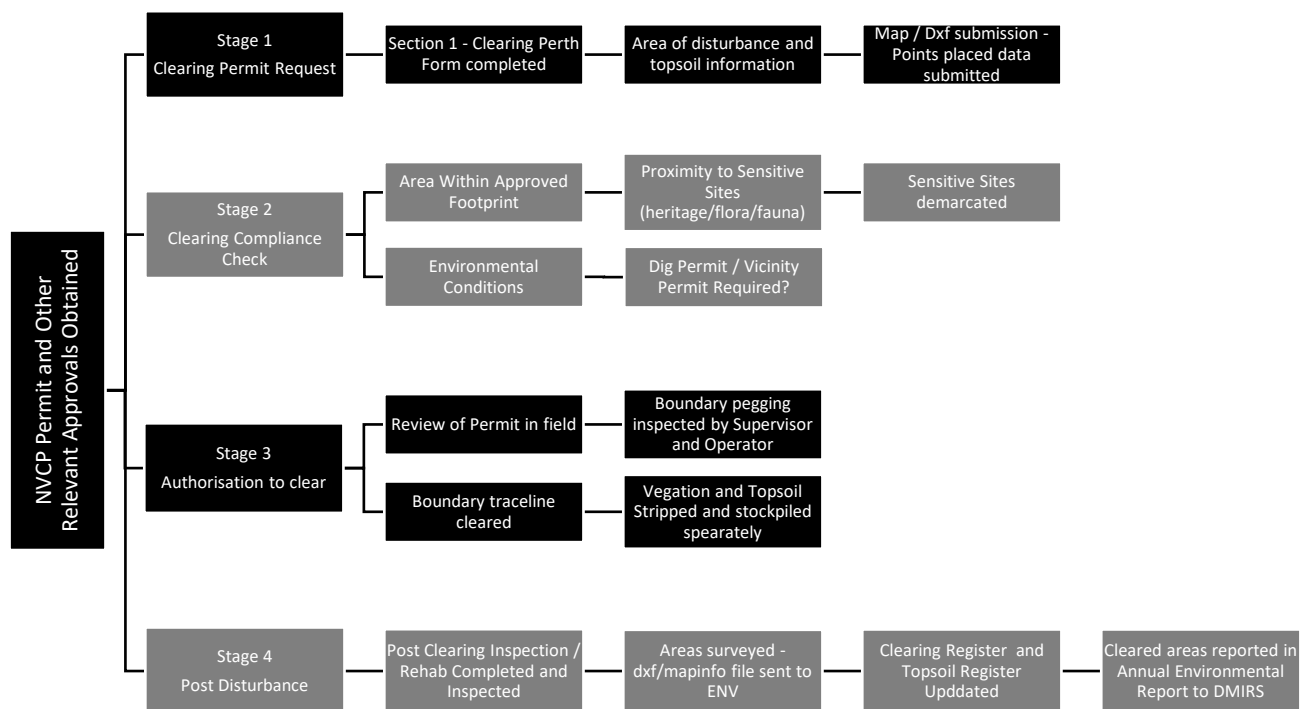 NVCP Permit and Other
Relevant Approvals Obtained
Stage 1
Clearing Permit Request
Section 1 - Clearing Perth
Form completed
Area of disturbance and
topsoil information
Map / Dxf submission -
Points placed data
submitted
Stage 2
Clearing Compliance
Check
Area Within Approved
Footprint
Proximity to Sensitive
Sites
(heritage/flora/fauna)
Sensitive Sites
demarcated
Environmental
Conditions
Dig Permit / Vicinity
Permit Required?
Stage 3
Authorisation to clear
Review of Permit in field
Boundary pegging
inspected by Supervisor
and Operator
Boundary traceline
cleared
Vegation and Topsoil
Stripped and stockpiled
spearately
Stage 4
Post Disturbance
Post Clearing Inspection /
Rehab Completed and
Inspected
Areas surveyed -
dxf/mapinfo file sent to
ENV
Clearing Register and
Topsoil Register
Upddated
Cleared areas reported in
Annual Environmental
Report to DMIRS